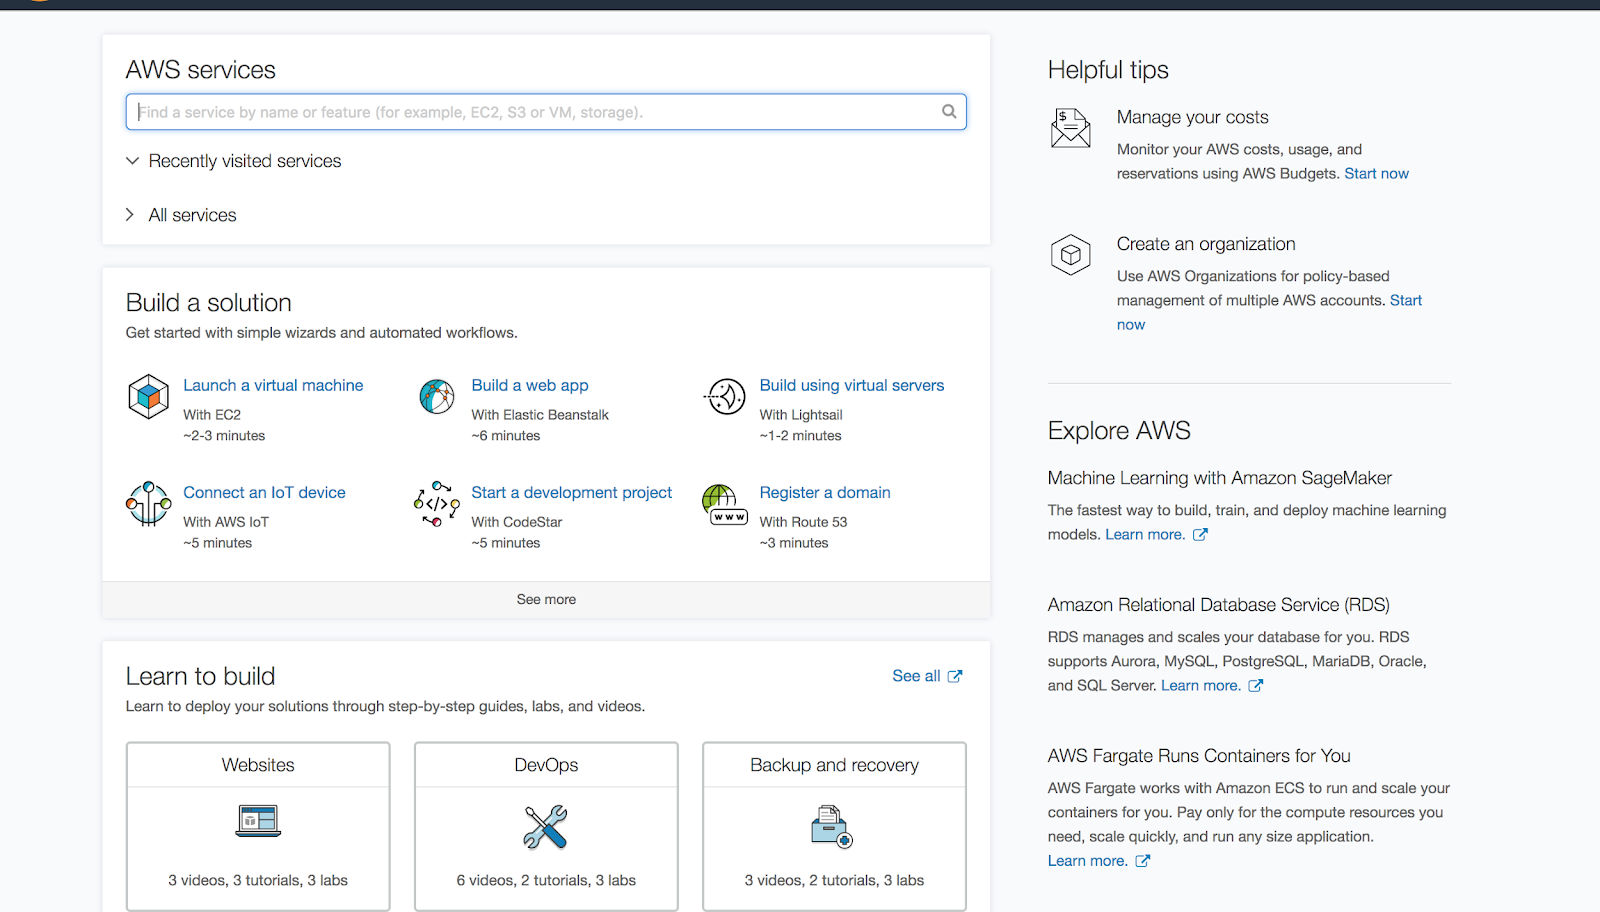 AWS services
Find a service by name or feature (for example, EC2, S3 or VM, storage).
Recently visited services
All services
Build a solution
Get started with simple wizards and automated workflows.
Launch a virtual machine
With EC2
~2-3 minutes
Build a web app
With Elastic Beanstalk
~6 minutes
Build using virtual servers
With Lightsail
~1-2 minutes
Connect an IoT device
With AWS IoT
~5 minutes
Start a development project
With CodeStar
~5 minutes
www
Register a domain
With Route 53
~3 minutes
See more
Learn to build
See all
Learn to deploy your solutions through step-by-step guides, labs, and videos.
Websites
3 videos, 3 tutorials, 3 labs
DevOps
6 videos, 2 tutorials, 3 labs
Backup and recovery
3 videos, 2 tutorials, 3 labs
Helpful tips
Manage your costs
Monitor your AWS costs, usage, and
reservations using AWS Budgets. Start now
Create an organization
Use AWS Organizations for policy-based
management of multiple AWS accounts. Start
now
Explore AWS
Machine Learning with Amazon SageMaker
The fastest way to build, train, and deploy machine learning
models. Learn more.
Amazon Relational Database Service (RDS)
RDS manages and scales your database for you. RDS
supports Aurora, MySQL, PostgreSQL, MariaDB, Oracle,
and SQL Server. Learn more.
AWS Fargate Runs Containers for You
AWS Fargate works with Amazon ECS to run and scale your
containers for you. Pay only for the compute resources you
need, scale quickly, and run any size application.
Learn more.